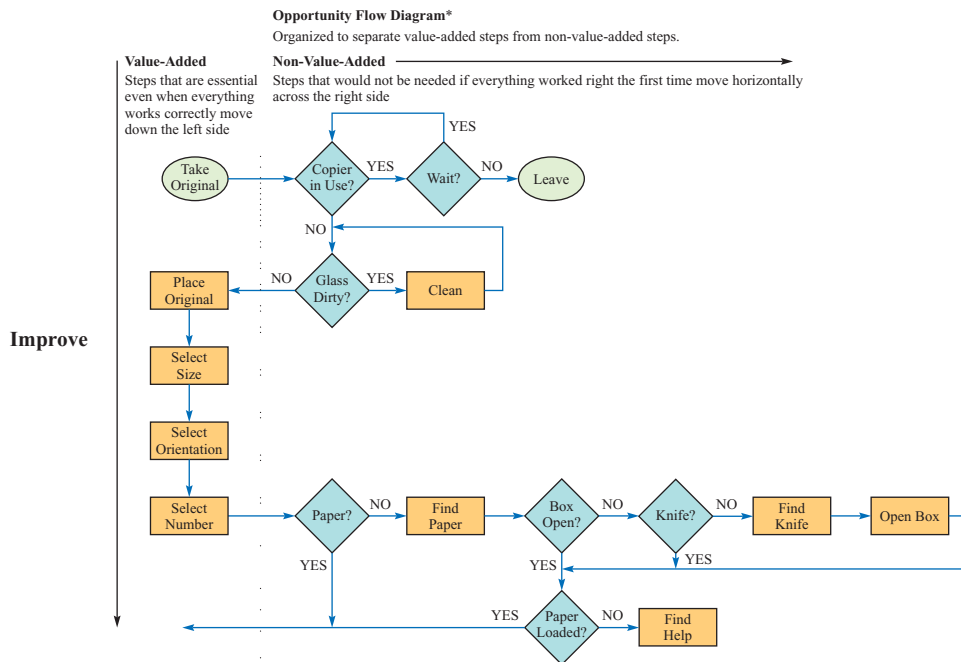 Opportunity Flow Diagram*
Organized to separate value-added steps from non-value-added steps.
Value-Added
Steps that are essential
even when everything
works correctly move
down the left side
Non-Value-Added
Steps that would not be needed if everything worked right the first time move horizontally
across the right side
YES
Take
Original
Copier
in Use?
YES
Wait?
NO
Leave
NO
Place
Original
NO
Glass
Dirty?
YES
Clean
Improve
Select
Size
Select
Orientation
Select
Number
Paper?
NO
Find
Paper
Box
Open?
NO
Knife?
NO
Find
Knife
Open Box
YES
YES
YES
YES
Paper
Loaded?
NO
Find
Help